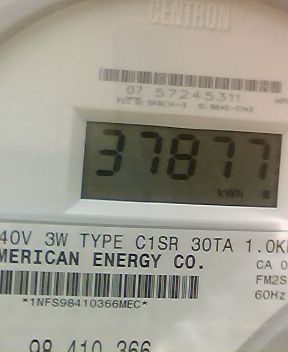 CENTRON®
07 57245311
37877
kWh
40V 3W TYPE C1SR 30TA 1.0K
MERICAN ENERGY CO.
CA 0
FM2S
60Hz
*1NFS98410366MEC*
98 410 366